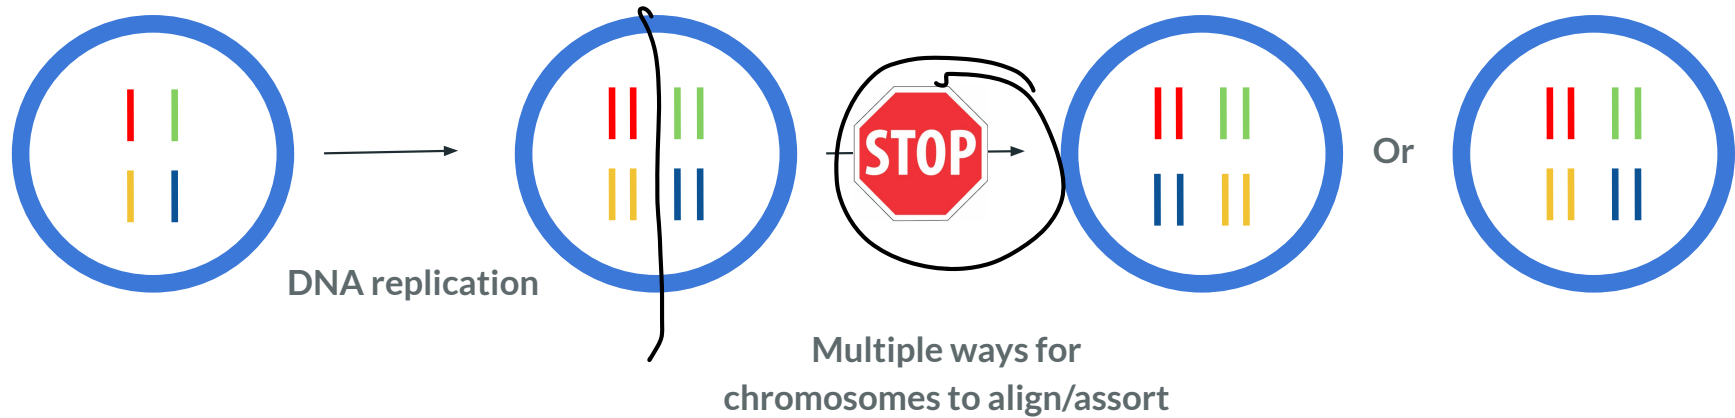 STOP
Or
DNA replication
Multiple ways for
chromosomes to align/assort